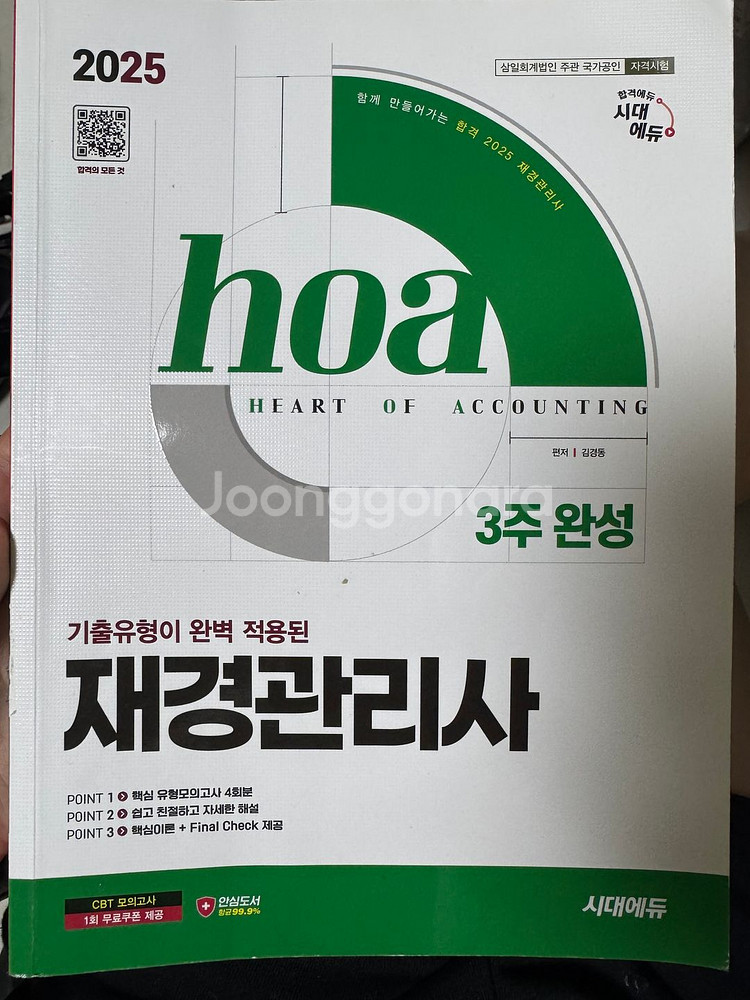 2025
삼일회계법인 주관 국가공인 자격시험
합격에듀
시대
에듀
합격의 모든 것
함께 만들어가는 합격 2025 재경관리사
hoa
HEART OF ACCOUNTING
편저 | 김경동
Joonggonara
3주 완성
기출유형이 완벽 적용된
재경관리사
POINT 1 핵심 유형모의고사 4회분
POINT 2 쉽고 친절하고 자세한 해설
POINT 3 핵심이론 + Final Check 제공
CBT 모의고사
1회 무료쿠폰 제공
안심도서
항균99.9%
시대에듀